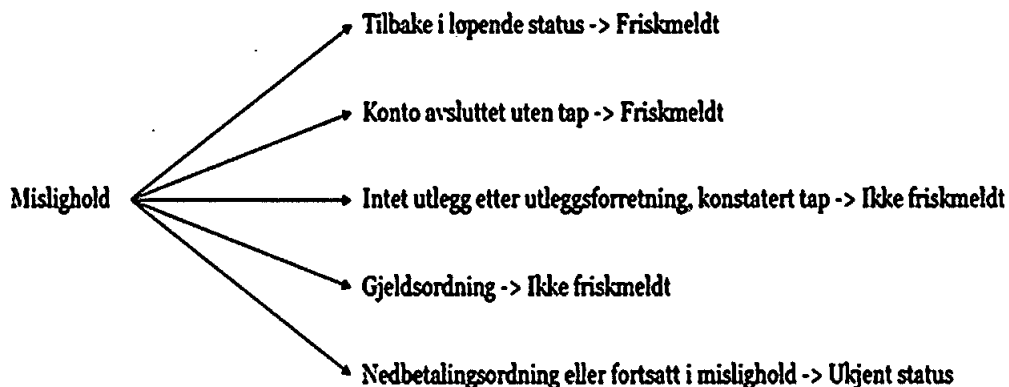 Tilbake i løpende status -> Friskmeldt
Konto avsluttet uten tap -> Friskmeldt
Mislighold
Intet utlegg etter utleggsforretning, konstatert tap -> Ikke friskmeldt
Gjeldsordning -> Ikke friskmeldt
Nedbetalingsordning eller fortsatt i mislighold -> Ukjent status